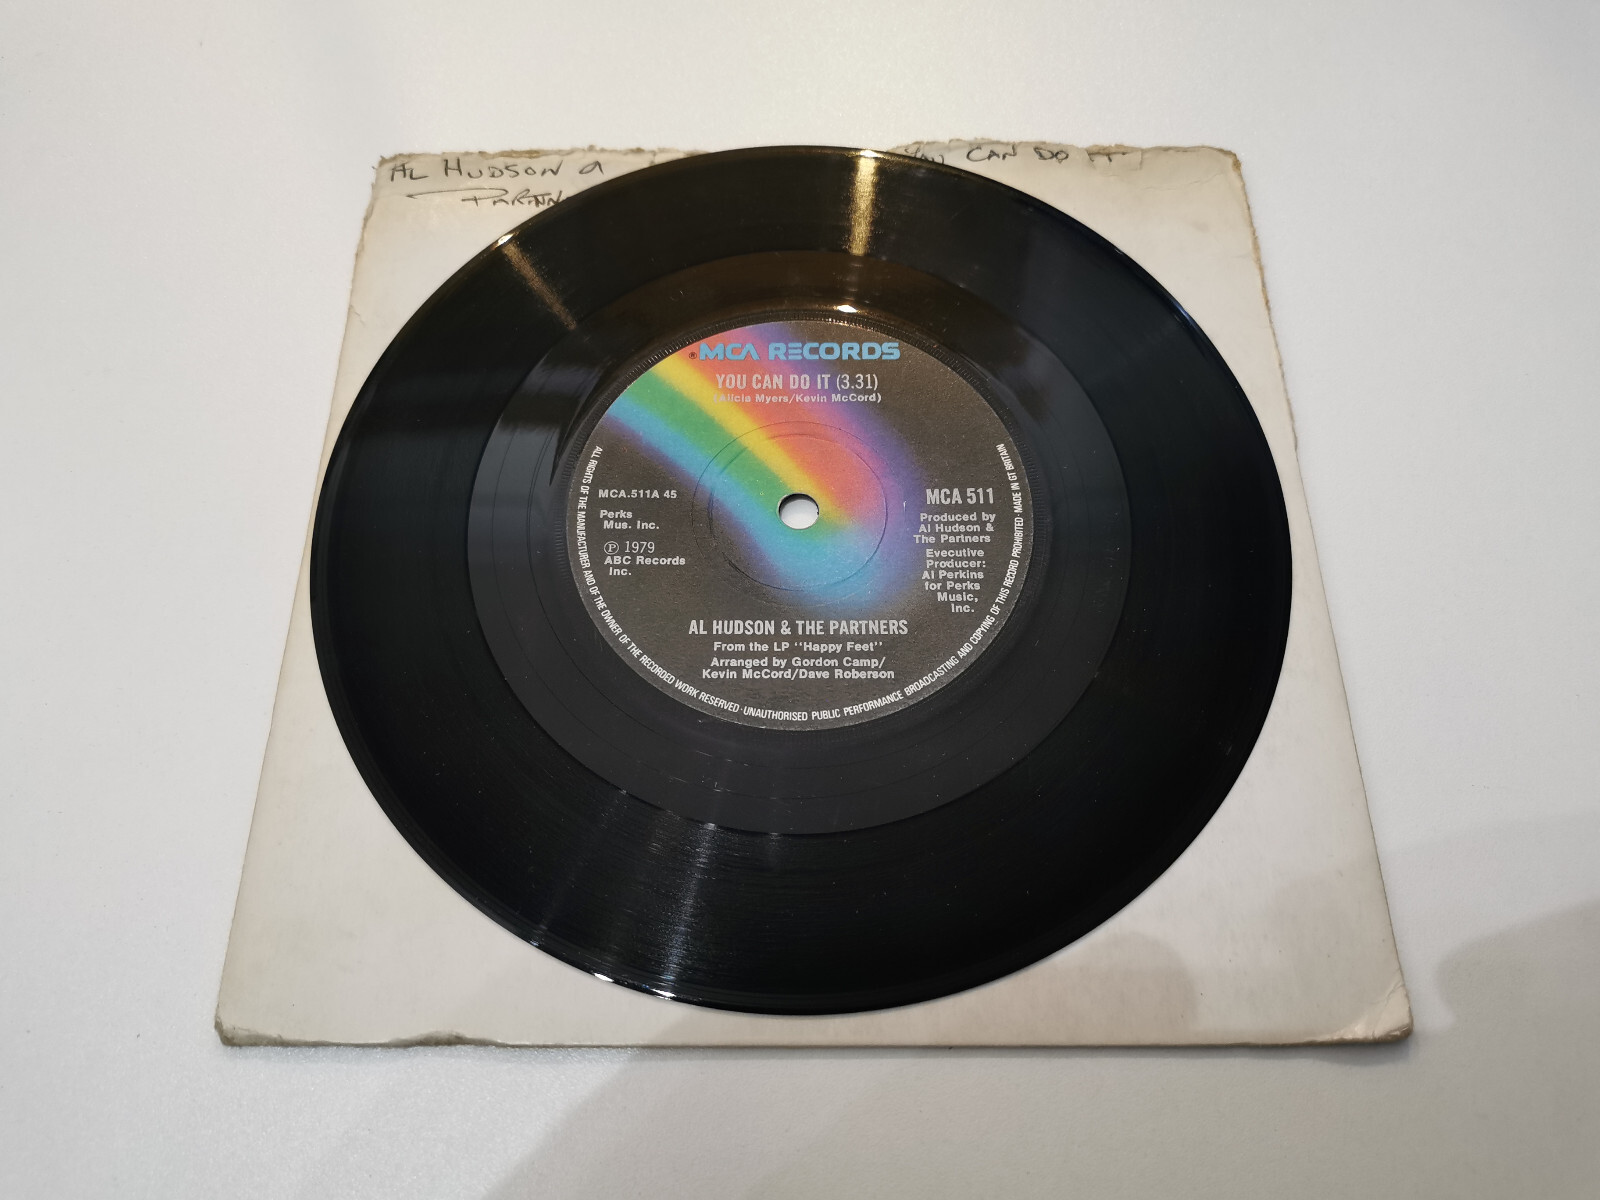 AL HUDSON &
YOU CAN DO IT
® MCA RECORDS
YOU CAN DO IT (3.31)
(Alicia Myers/Kevin McCord)
MCA.511A 45
Perks
Mus. Inc.
Ⓟ 1979
ABC Records
Inc.
MCA 511
Produced by
Al Hudson &
The Partners
Executive
Producer:
Al Perkins
for Perks
Music,
Inc.
AL HUDSON & THE PARTNERS
From the LP "Happy Feet"
Arranged by Gordon Camp/
Kevin McCord/Dave Roberson
ALL RIGHTS OF THE MANUFACTURER AND OF THE OWNER OF THE RECORDED WORK RESERVED · UNAUTHORISED PUBLIC PERFORMANCE BROADCASTING AND COPYING OF THIS RECORD PROHIBITED · MADE IN GT BRITAIN